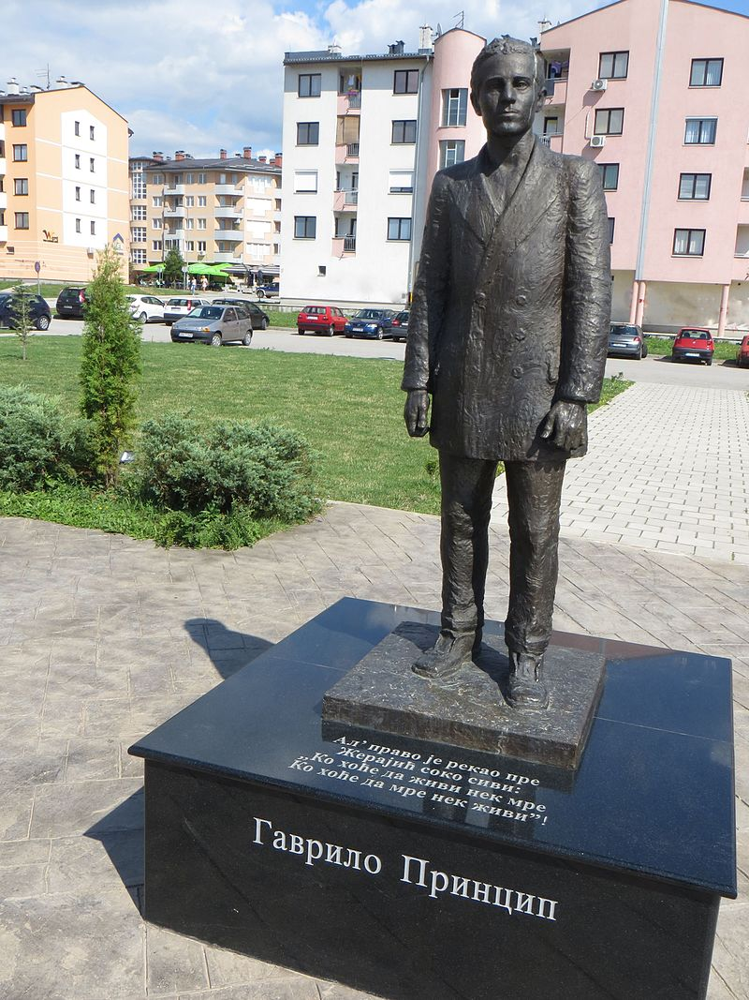 Ал' право је рекао пре
Жерајић соко сиви:
„Ко хоће да живи нек мре
Ко хоће да мре нек живи”!
Гаврило Принцип